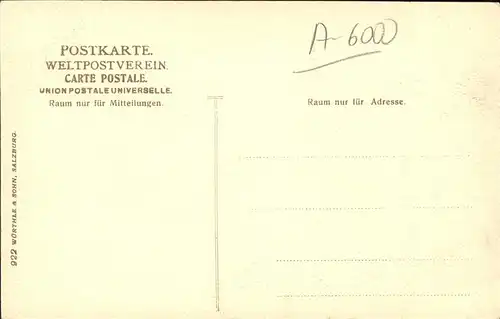 POSTKARTE.
WELTPOSTVEREIN.
CARTE POSTALE.
UNION POSTALE UNIVERSELLE.
Raum nur für Mitteilungen.
A-6000
Raum nur für Adresse.
922 WÜRTHLE & SOHN, SALZBURG.